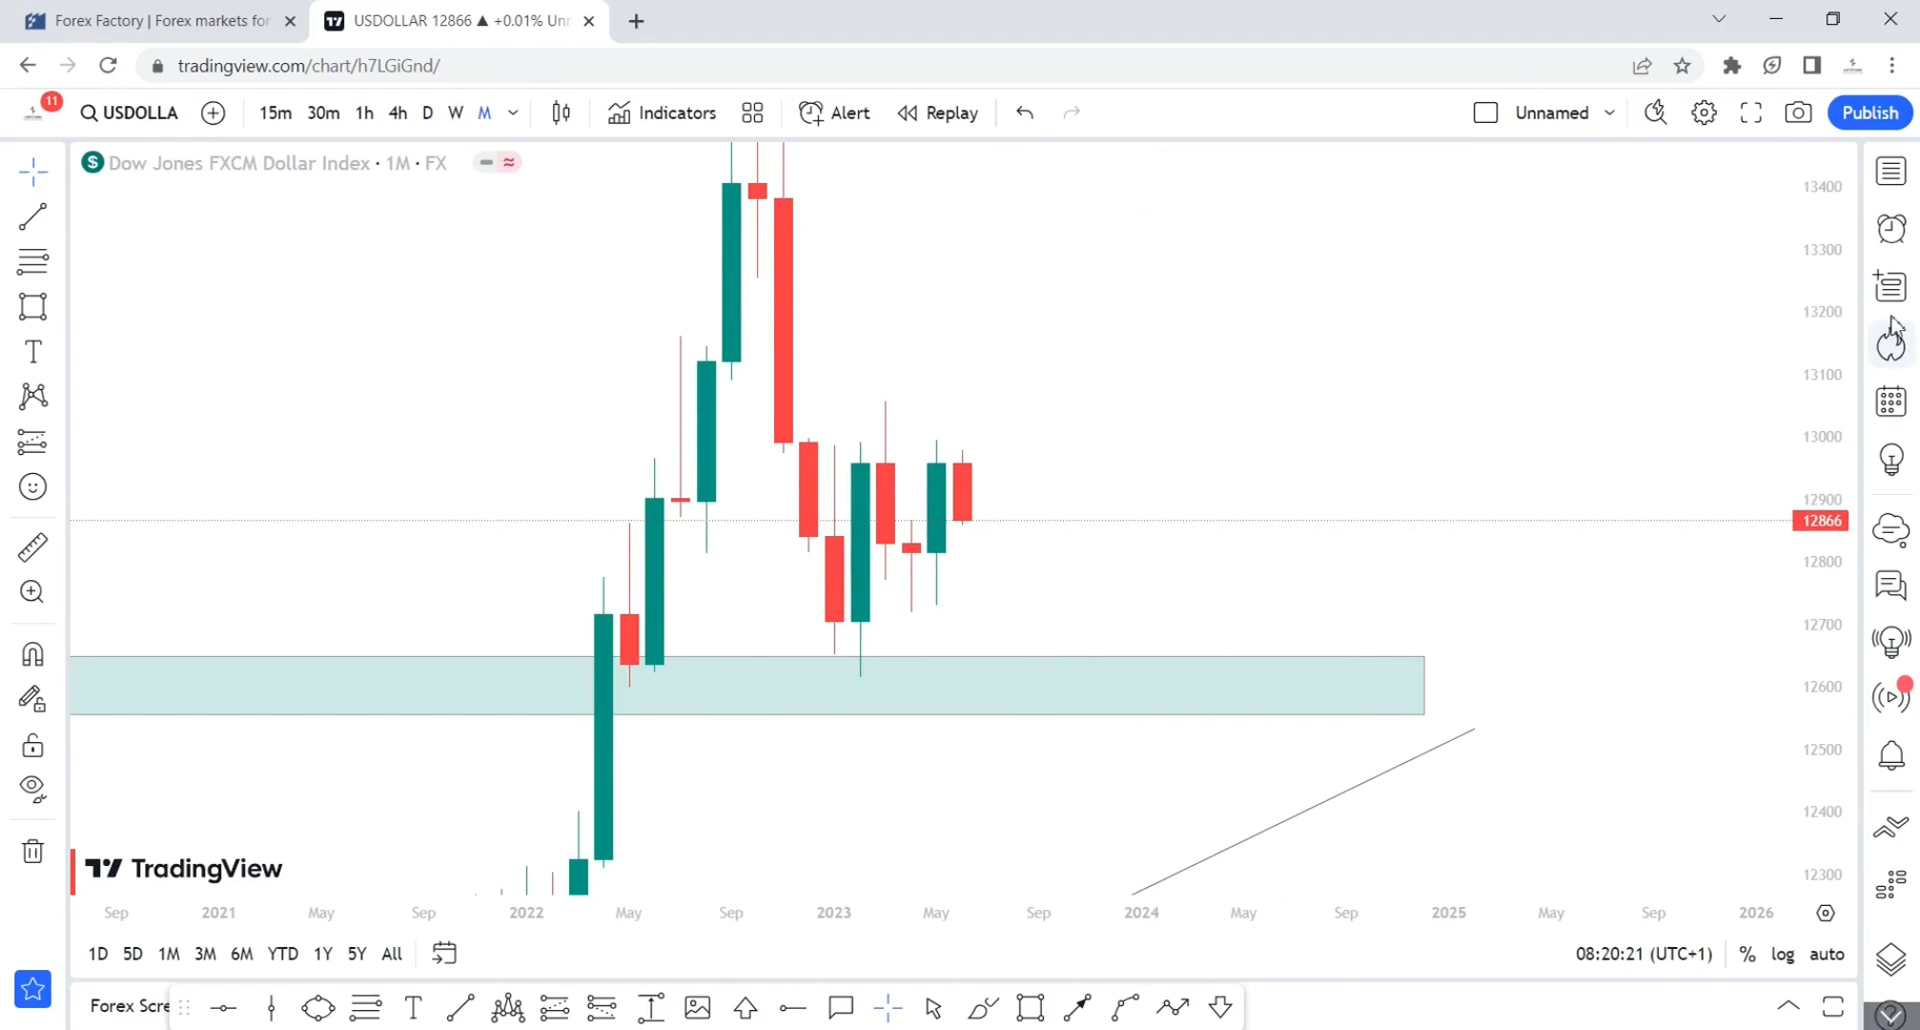 Forex Factory | Forex markets for
USDOLLAR 12866 ▲ +0.01% Unn
tradingview.com/chart/h7LGiGnd/
11
USDOLLA
15m 30m 1h 4h D W M
Indicators
Alert
Replay
Unnamed
Publish
Dow Jones FXCM Dollar Index · 1M · FX
13400
13300
13200
13100
13000
12900
12866
12800
12700
12600
12500
12400
12300
TradingView
Sep 2021 May Sep 2022 May Sep 2023 May Sep 2024 May Sep 2025 May Sep 2026
1D 5D 1M 3M 6M YTD 1Y 5Y All
08:20:21 (UTC+1) % log auto
Forex Scre